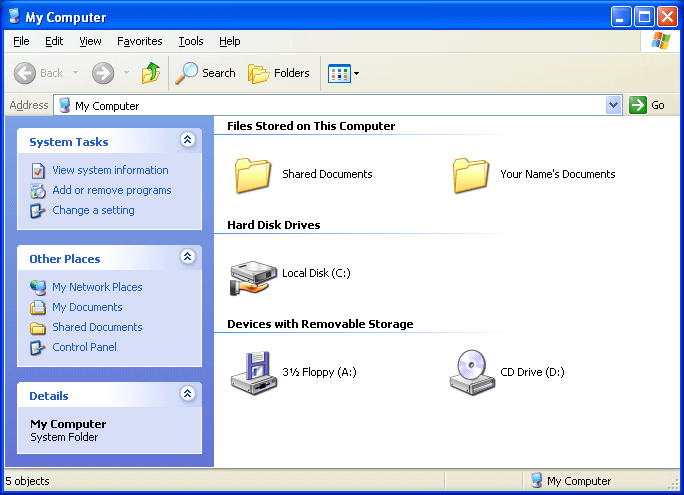 My Computer
File Edit View Favorites Tools Help
Back Search Folders
Address My Computer Go
System Tasks
View system information
Add or remove programs
Change a setting
Other Places
My Network Places
My Documents
Shared Documents
Control Panel
Details
My Computer
System Folder
Files Stored on This Computer
Shared Documents Your Name's Documents
Hard Disk Drives
Local Disk (C:)
Devices with Removable Storage
3½ Floppy (A:) CD Drive (D:)
5 objects My Computer